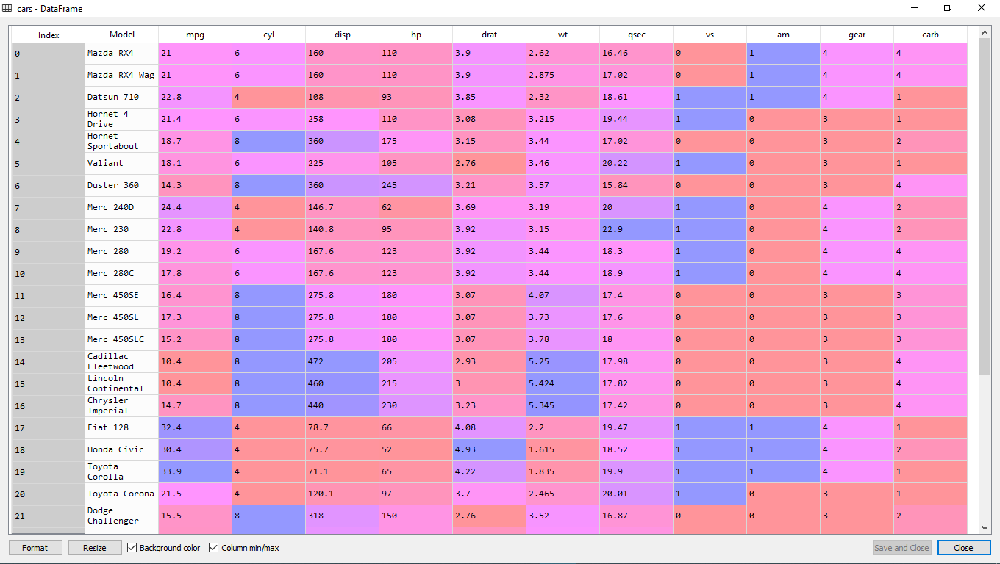 cars - DataFrame
Index Model mpg cyl disp hp drat wt qsec vs am gear carb
0 Mazda RX4 21 6 160 110 3.9 2.62 16.46 0 1 4 4
1 Mazda RX4 Wag 21 6 160 110 3.9 2.875 17.02 0 1 4 4
2 Datsun 710 22.8 4 108 93 3.85 2.32 18.61 1 1 4 1
3 Hornet 4 Drive 21.4 6 258 110 3.08 3.215 19.44 1 0 3 1
4 Hornet Sportabout 18.7 8 360 175 3.15 3.44 17.02 0 0 3 2
5 Valiant 18.1 6 225 105 2.76 3.46 20.22 1 0 3 1
6 Duster 360 14.3 8 360 245 3.21 3.57 15.84 0 0 3 4
7 Merc 240D 24.4 4 146.7 62 3.69 3.19 20 1 0 4 2
8 Merc 230 22.8 4 140.8 95 3.92 3.15 22.9 1 0 4 2
9 Merc 280 19.2 6 167.6 123 3.92 3.44 18.3 1 0 4 4
10 Merc 280C 17.8 6 167.6 123 3.92 3.44 18.9 1 0 4 4
11 Merc 450SE 16.4 8 275.8 180 3.07 4.07 17.4 0 0 3 3
12 Merc 450SL 17.3 8 275.8 180 3.07 3.73 17.6 0 0 3 3
13 Merc 450SLC 15.2 8 275.8 180 3.07 3.78 18 0 0 3 3
14 Cadillac Fleetwood 10.4 8 472 205 2.93 5.25 17.98 0 0 3 4
15 Lincoln Continental 10.4 8 460 215 3 5.424 17.82 0 0 3 4
16 Chrysler Imperial 14.7 8 440 230 3.23 5.345 17.42 0 0 3 4
17 Fiat 128 32.4 4 78.7 66 4.08 2.2 19.47 1 1 4 1
18 Honda Civic 30.4 4 75.7 52 4.93 1.615 18.52 1 1 4 2
19 Toyota Corolla 33.9 4 71.1 65 4.22 1.835 19.9 1 1 4 1
20 Toyota Corona 21.5 4 120.1 97 3.7 2.465 20.01 1 0 3 1
21 Dodge Challenger 15.5 8 318 150 2.76 3.52 16.87 0 0 3 2
Format Resize Background color Column min/max Save and Close Close